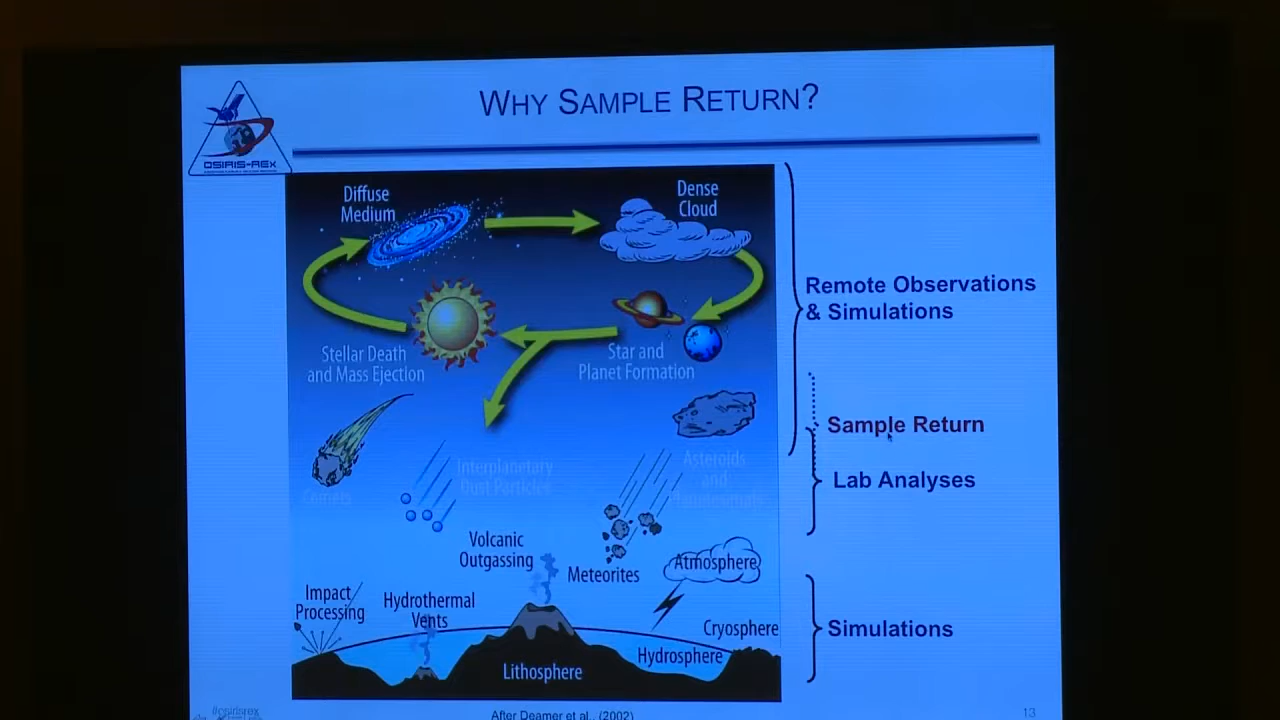 WHY SAMPLE RETURN?
OSIRIS-REx
Diffuse
Medium
Dense
Cloud
Remote Observations
& Simulations
Stellar Death
and Mass Ejection
Star and
Planet Formation
Sample Return
Comets
Interplanetary
Dust Particles
Asteroids
and
Lab Analyses
Volcanic
Outgassing
Meteorites
Atmosphere
Impact
Processing
Hydrothermal
Vents
Cryosphere
Hydrosphere
Lithosphere
Simulations
#osirisrex
After Deamer et al., (2002)
13